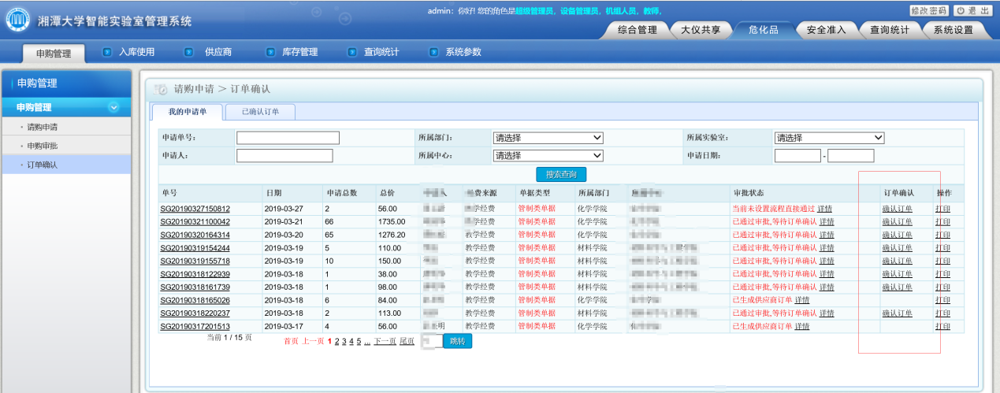 admin：你好! 您的角色是超级管理员，设备管理员，机组人员，教师，
修改密码 退 出
湘潭大学智能实验室管理系统
综合管理 大仪共享 危化品 安全准入 查询统计 系统设置
申购管理 入库使用 供应商 库存管理 查询统计 系统参数
申购管理
申购管理
请购申请
申购审批
订单确认
请购申请 > 订单确认
我的申请单 已确认订单
申请单号： 所属部门： 请选择 所属实验室： 请选择
申请人： 所属中心： 请选择 申请日期： -
搜索查询
单号 日期 申请总数 总价 费来源 单据类型 所属部门 审批状态 订单确认 操作
SG20190327150812 2019-03-27 2 56.00 学经费 管制类单据 化学学院 当前未设置流程直接通过 详情 确认订单 打印
SG20190321100042 2019-03-21 66 1735.00 学经费 管制类单据 化学学院 已通过审批,等待订单确认 详情 确认订单 打印
SG20190320164314 2019-03-20 65 1276.20 教学经费 管制类单据 化学学院 已通过审批,等待订单确认 详情 确认订单 打印
SG20190319154244 2019-03-19 5 110.00 教学经费 管制类单据 材料学院 已通过审批,等待订单确认 详情 确认订单 打印
SG20190319155718 2019-03-19 10 150.00 教学经费 管制类单据 材料学院 已通过审批,等待订单确认 详情 确认订单 打印
SG20190318122939 2019-03-18 1 38.00 教学经费 管制类单据 材料学院 已通过审批,等待订单确认 详情 确认订单 打印
SG20190318161739 2019-03-18 1 98.00 教学经费 管制类单据 材料学院 已通过审批,等待订单确认 详情 确认订单 打印
SG20190318165026 2019-03-18 6 84.00 教学经费 管制类单据 化学学院 已生成供应商订单 详情 打印
SG20190318220237 2019-03-18 2 113.00 教学经费 管制类单据 材料学院 已通过审批,等待订单确认 详情 确认订单 打印
SG20190317201513 2019-03-17 4 56.00 明 教学经费 管制类单据 化学学院 已生成供应商订单 详情 打印
当前 1 / 15 页 首页 上一页 1 2 3 4 5 ... 下一页 尾页 跳转